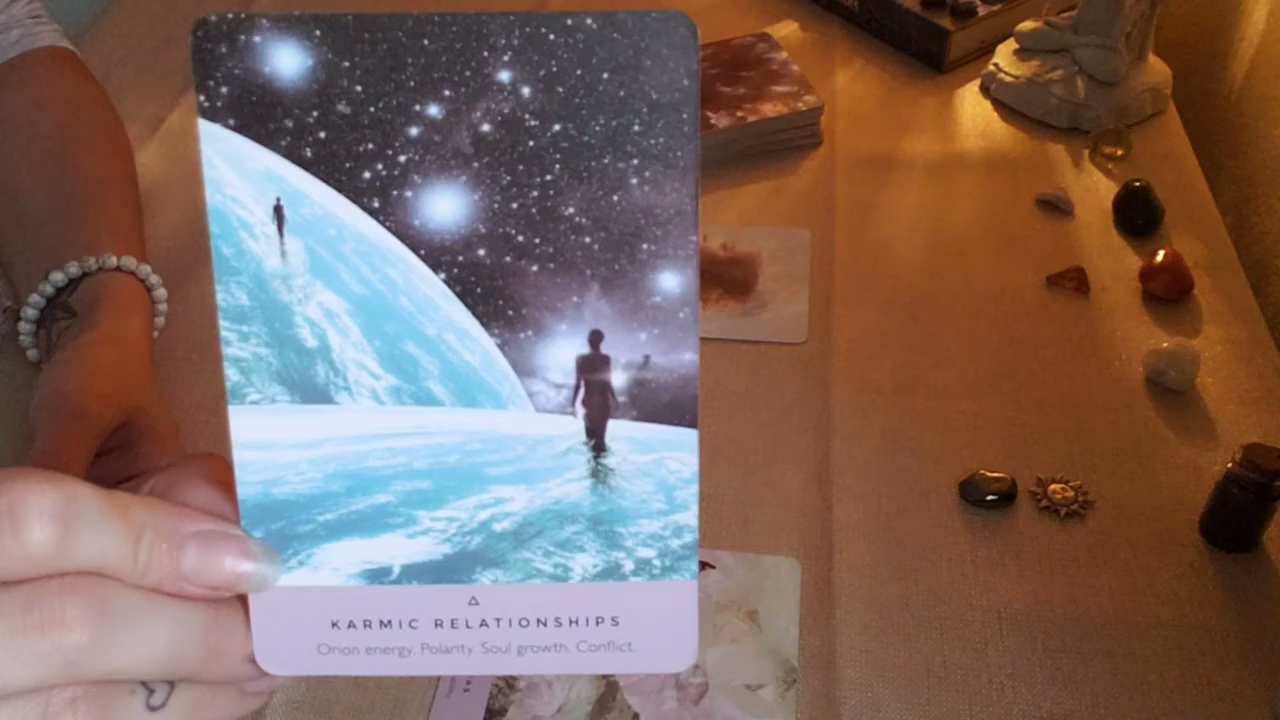 KARMIC RELATIONSHIPS
Orion energy. Polarity. Soul growth. Conflict.